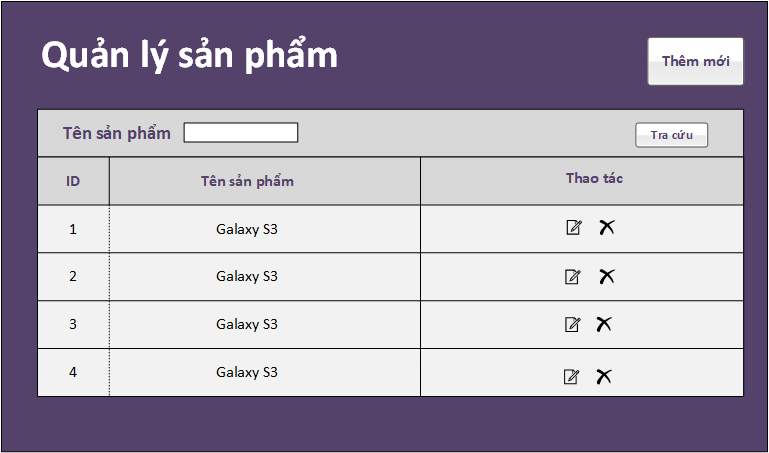 Quản lý sản phẩm
Thêm mới
Tên sản phẩm
Tra cứu
ID Tên sản phẩm Thao tác
1 Galaxy S3
2 Galaxy S3
3 Galaxy S3
4 Galaxy S3